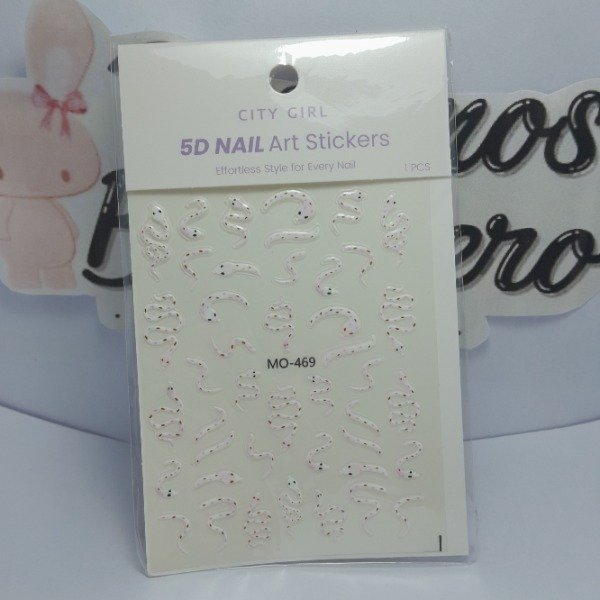 CITY GIRL
5D NAIL Art Stickers
Effortless Style for Every Nail
1 PCS
MO-469